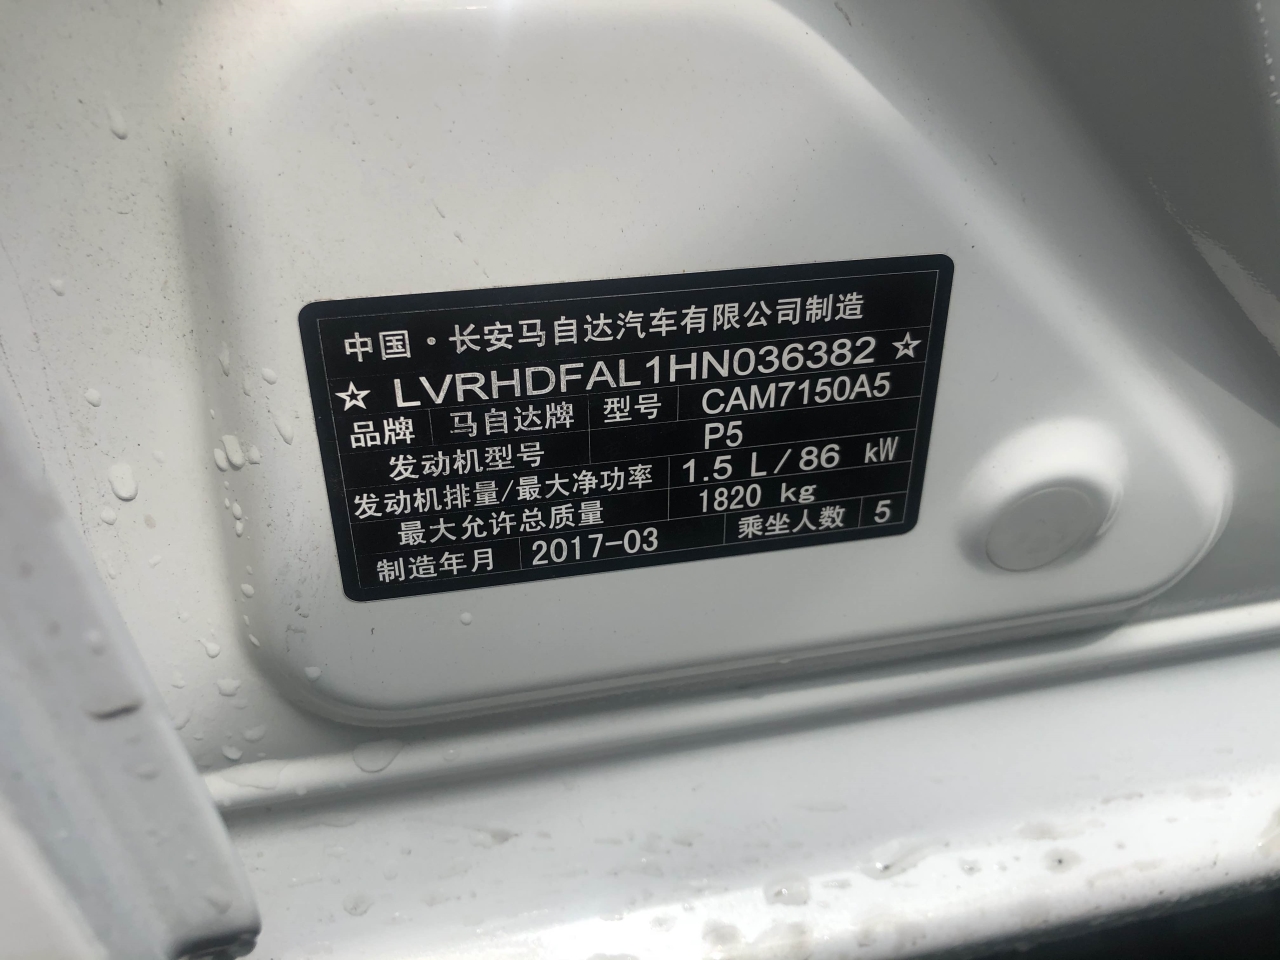 中国·长安马自达汽车有限公司制造
☆ LVRHDFAL1HN036382 ☆
品牌 马自达牌 型号 CAM7150A5
发动机型号 P5
发动机排量/最大净功率 1.5 L/86 kW
最大允许总质量 1820 kg
制造年月 2017-03 乘坐人数 5